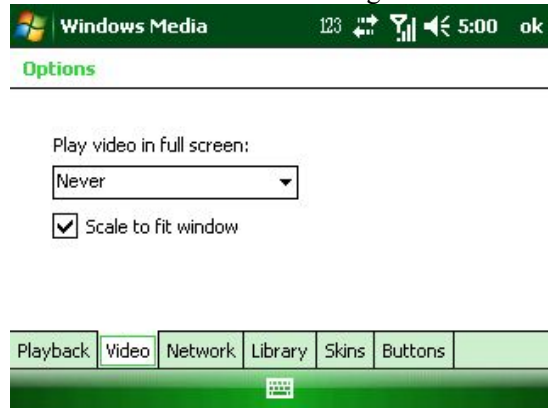 Windows Media 123 5:00 ok
Options
Play video in full screen:
Never
Scale to fit window
Playback Video Network Library Skins Buttons